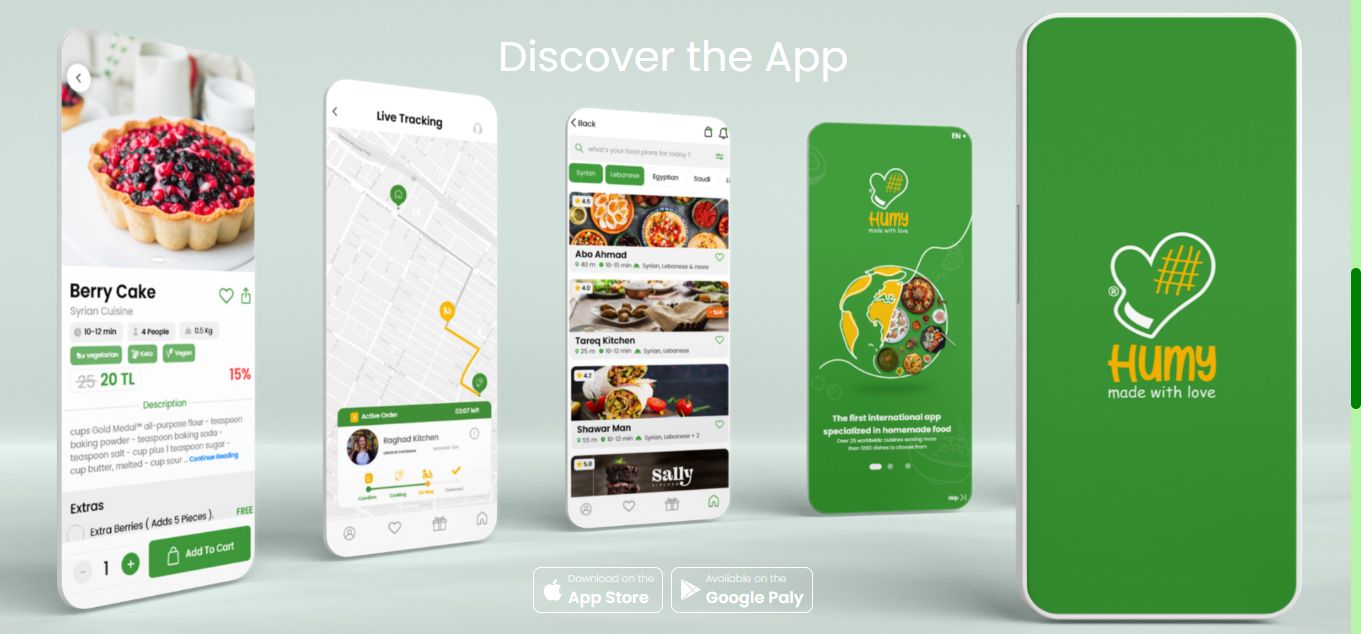 Discover the App
Berry Cake
Syrian Cuisine
10-12 min
4 People
0.5 Kg
vegetarian
Keto
Vegan
25 20 TL
15%
Description
cups Gold Medal™ all-purpose flour - teaspoon
baking powder - teaspoon baking soda -
teaspoon salt - cup plus 1 teaspoon sugar -
cup butter, melted - cup sour ... Continue Reading
Extras
Extra Berries ( Adds 5 Pieces ).
FREE
- 1 +
Add To Cart
Live Tracking
Active Order
03:07 left
Raghad Kitchen
Confirm
Cooking
On Way
Delivered
Back
what's your food plans for today ?
Syrian
Lebanese
Egyptian
Saudi
4.5
Abo Ahmad
40 m 10-15 min Syrian, Lebanese & more
4.0
Tareq Kitchen
25 m 10-12 min Syrian, Lebanese
4.2
Shawar Man
55 m 10-12 min Syrian, Lebanese + 2
5.0
Sally
KITCHEN
EN
HUMY
made with love
The first international app
specialized in homemade food
Over 25 worldwide cuisines serving more
than 1390 dishes to choose from
Skip
®
HUMY
made with love
Download on the
App Store
Available on the
Google Paly